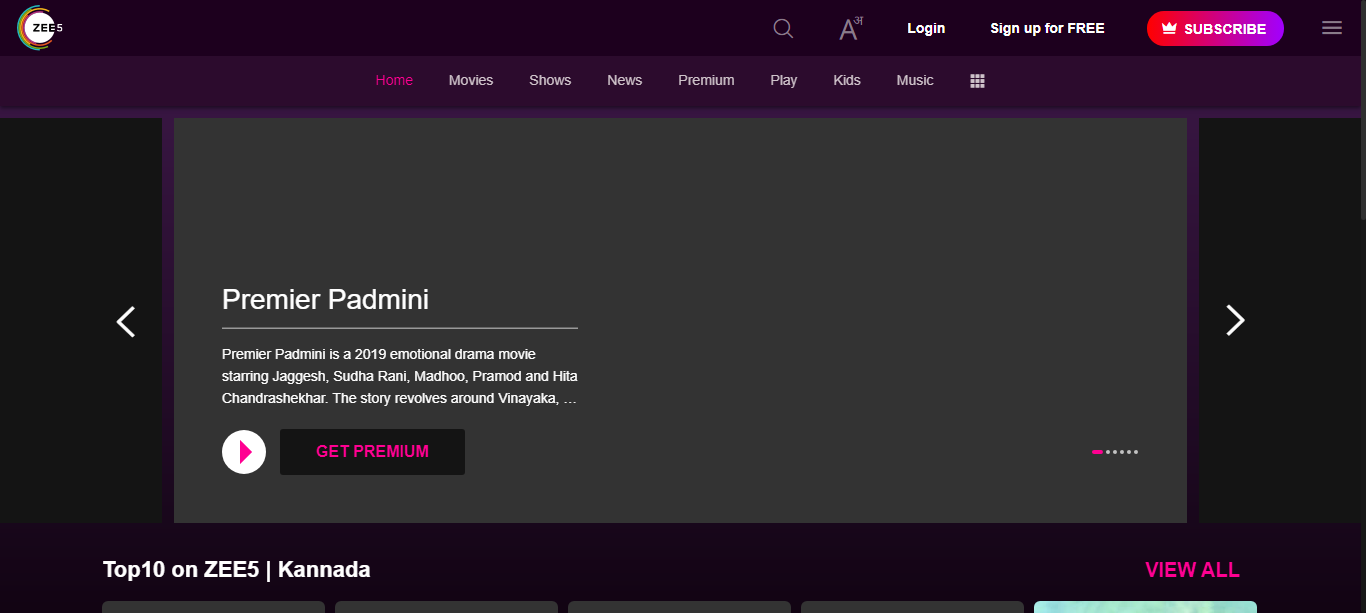 ZEE5
Aअ
Login
Sign up for FREE
SUBSCRIBE
Home
Movies
Shows
News
Premium
Play
Kids
Music
Premier Padmini
Premier Padmini is a 2019 emotional drama movie
starring Jaggesh, Sudha Rani, Madhoo, Pramod and Hita
Chandrashekhar. The story revolves around Vinayaka, ...
GET PREMIUM
Top10 on ZEE5 | Kannada
VIEW ALL